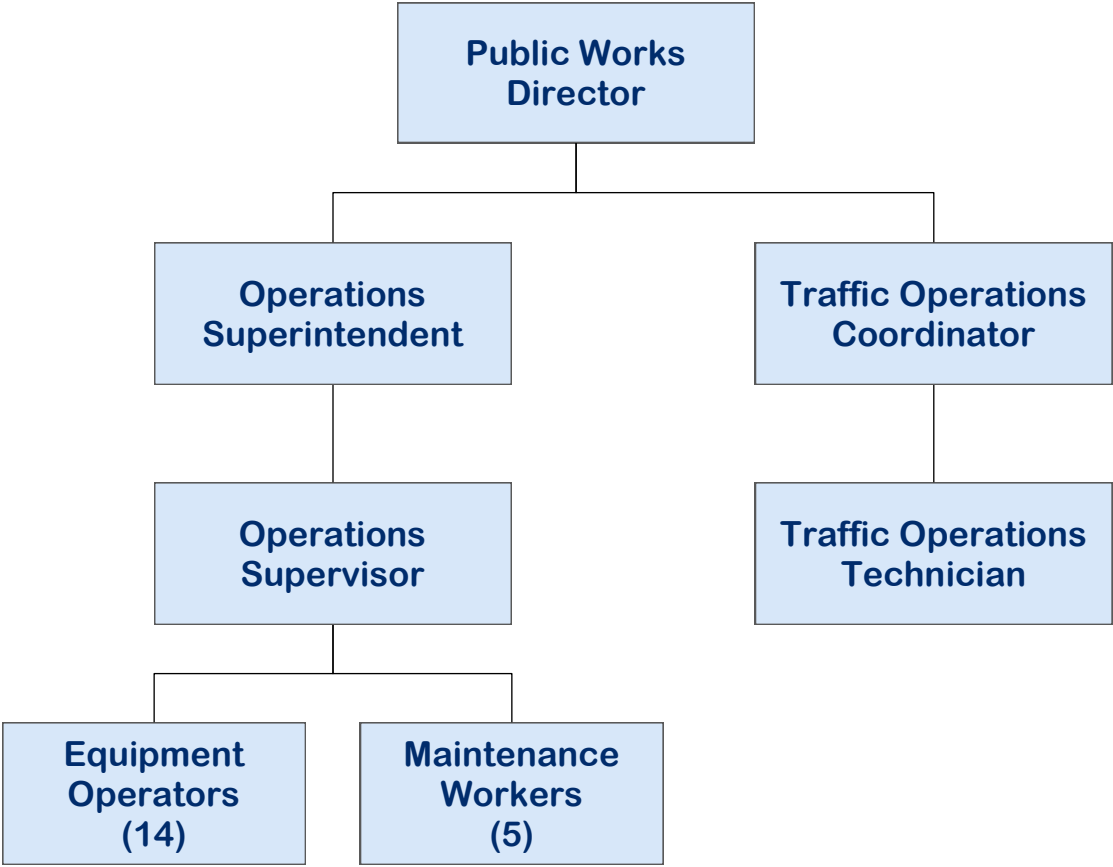 Public Works
Director
Operations
Superintendent
Traffic Operations
Coordinator
Operations
Supervisor
Traffic Operations
Technician
Equipment
Operators
(14)
Maintenance
Workers
(5)